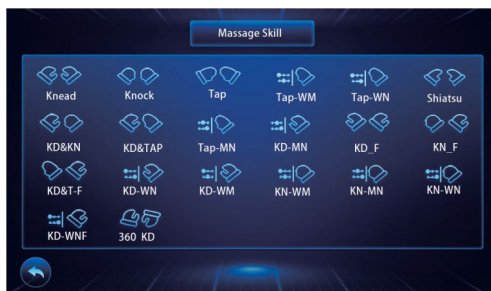 Massage Skill
Knead Knock Tap Tap-WM Tap-WN Shiatsu
KD&KN KD&TAP Tap-MN KD-MN KD_F KN_F
KD&T-F KD-WN KD-WM KN-WM KN-MN KN-WN
KD-WNF 360 KD